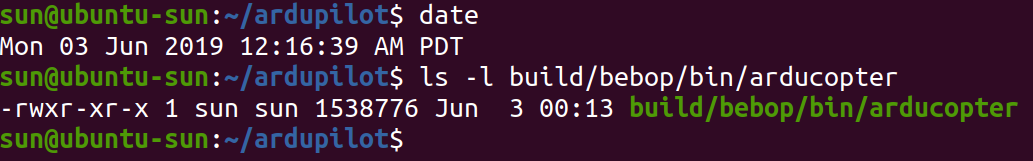 sun@ubuntu-sun:~/ardupilot$ date
Mon 03 Jun 2019 12:16:39 AM PDT
sun@ubuntu-sun:~/ardupilot$ ls -l build/bebop/bin/arducopter
-rwxr-xr-x 1 sun sun 1538776 Jun  3 00:13 build/bebop/bin/arducopter
sun@ubuntu-sun:~/ardupilot$